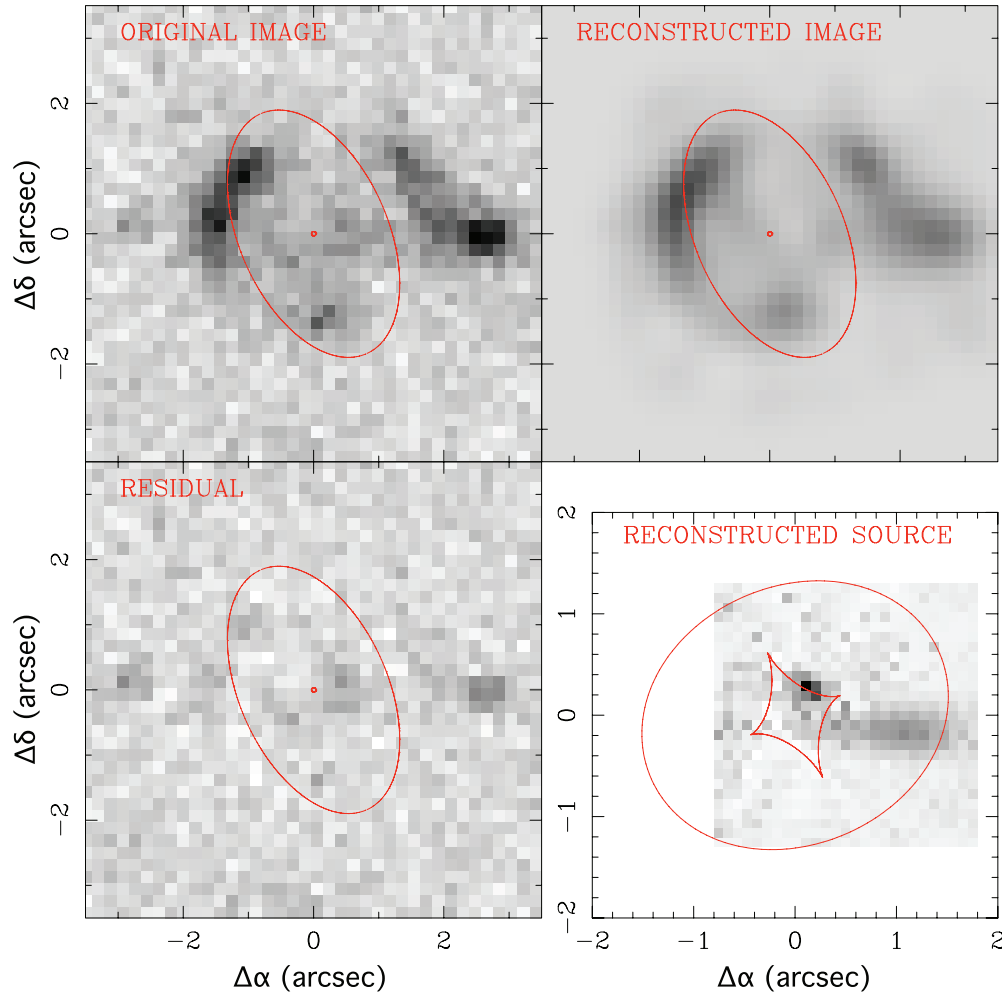 ORIGINAL IMAGE
RECONSTRUCTED IMAGE
2
0
−2
Δδ (arcsec)
RESIDUAL
RECONSTRUCTED SOURCE
2
0
−2
Δδ (arcsec)
2
1
0
−1
−2
−2 0 2
−2 −1 0 1 2
Δα (arcsec)
Δα (arcsec)